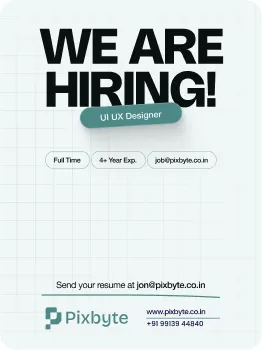 WE ARE
HIRING!
UI UX Designer
Full Time
4+ Year Exp.
job@pixbyte.co.in
Send your resume at jon@pixbyte.co.in
Pixbyte
www.pixbyte.co.in
+91 99139 44840